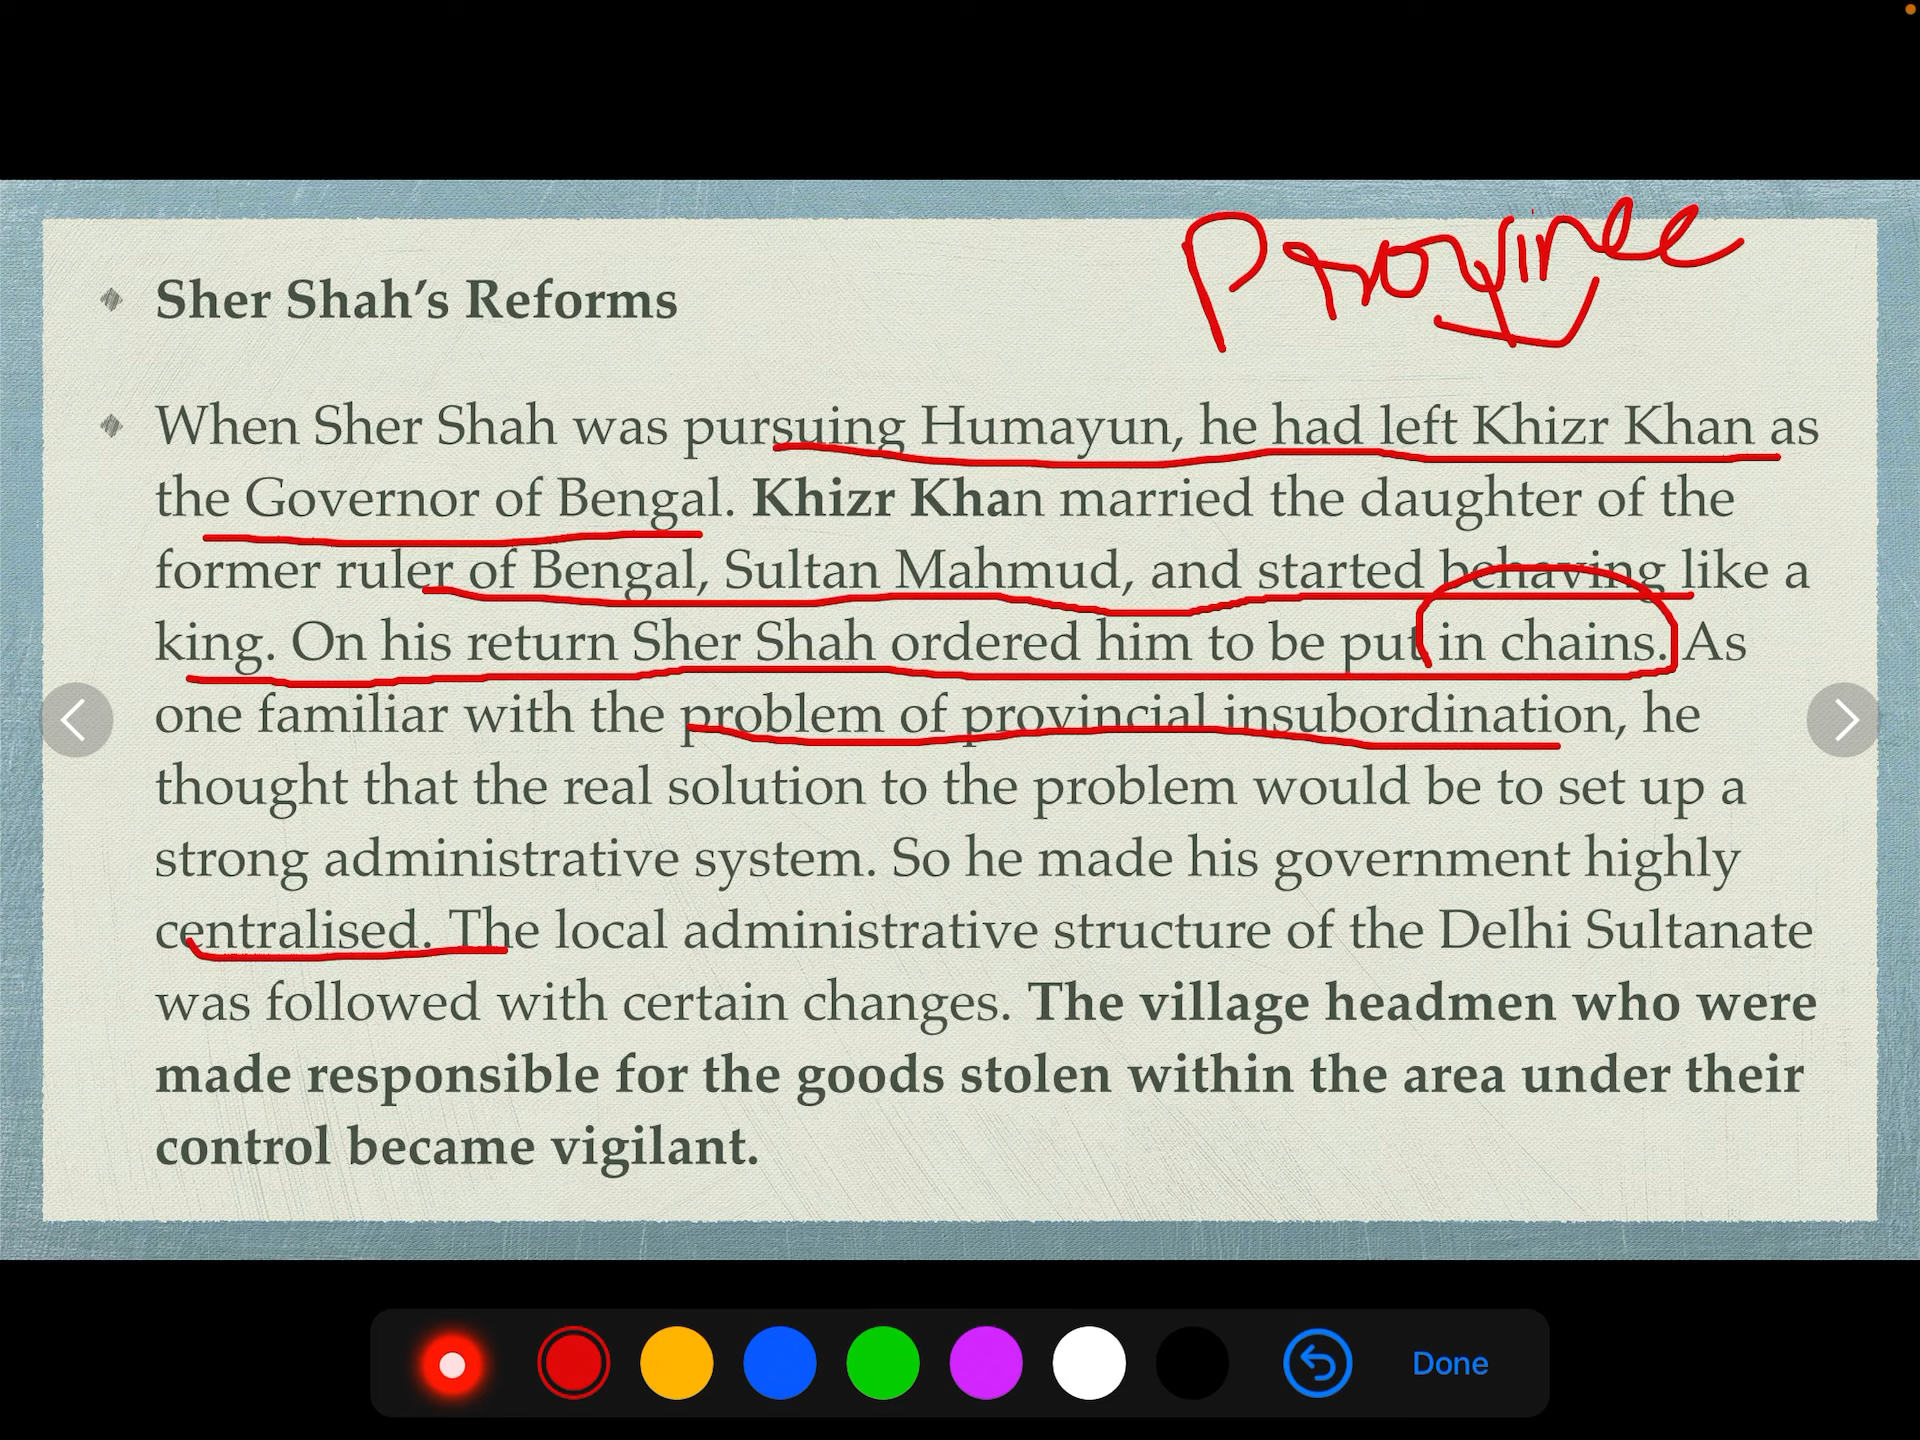 Province
Sher Shah's Reforms
When Sher Shah was pursuing Humayun, he had left Khizr Khan as
the Governor of Bengal. Khizr Khan married the daughter of the
former ruler of Bengal, Sultan Mahmud, and started behaving like a
king. On his return Sher Shah ordered him to be put in chains. As
one familiar with the problem of provincial insubordination, he
thought that the real solution to the problem would be to set up a
strong administrative system. So he made his government highly
centralised. The local administrative structure of the Delhi Sultanate
was followed with certain changes. The village headmen who were
made responsible for the goods stolen within the area under their
control became vigilant.
Done